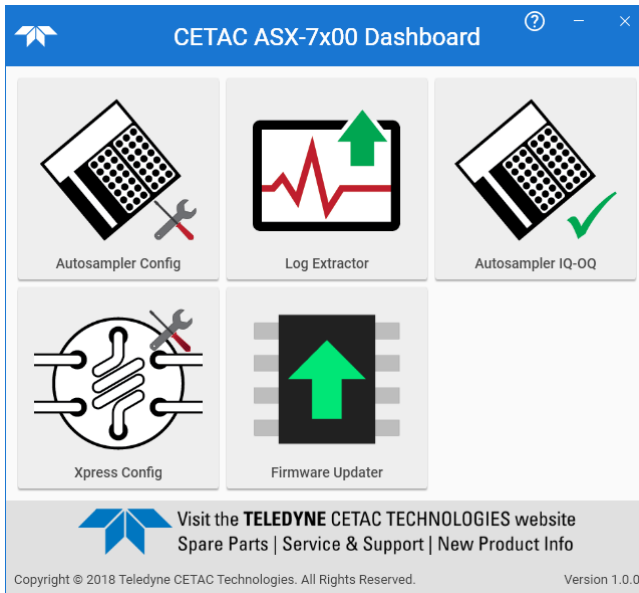 CETAC ASX-7x00 Dashboard
Autosampler Config
Log Extractor
Autosampler IQ-OQ
Xpress Config
Firmware Updater
Visit the TELEDYNE CETAC TECHNOLOGIES website
Spare Parts | Service & Support | New Product Info
Copyright © 2018 Teledyne CETAC Technologies. All Rights Reserved.
Version 1.0.0